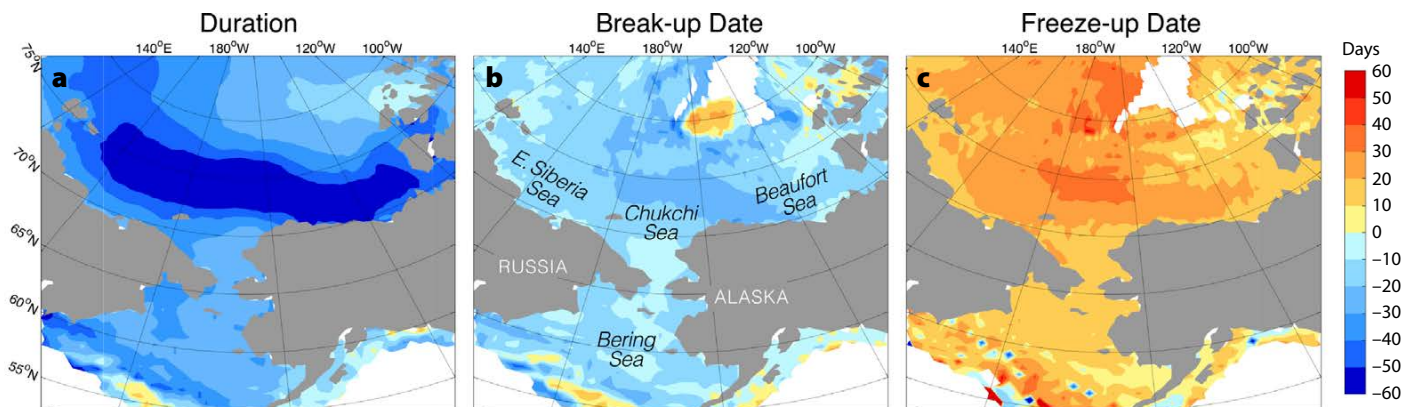 Duration
Break-up Date
Freeze-up Date
140°E 180°W 120°W 100°W
140°E 180°W 120°W 100°W
140°E 180°W 120°W 100°W
Days
75°N
70°N
65°N
60°N
55°N
a
b
c
E. Siberia
Sea
Chukchi
Sea
Beaufort
Sea
RUSSIA
ALASKA
Bering
Sea
60
50
40
30
20
10
0
–10
–20
–30
–40
–50
–60